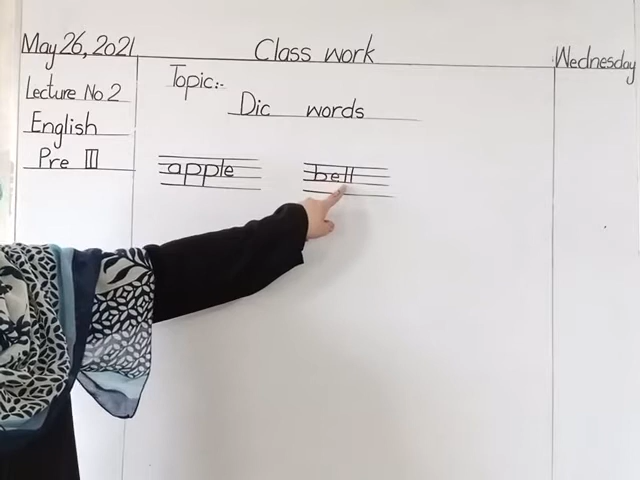 May 26, 2021 Class work Wednesday
Lecture No 2
English
Pre III
Topic:-
Dic words
apple bell